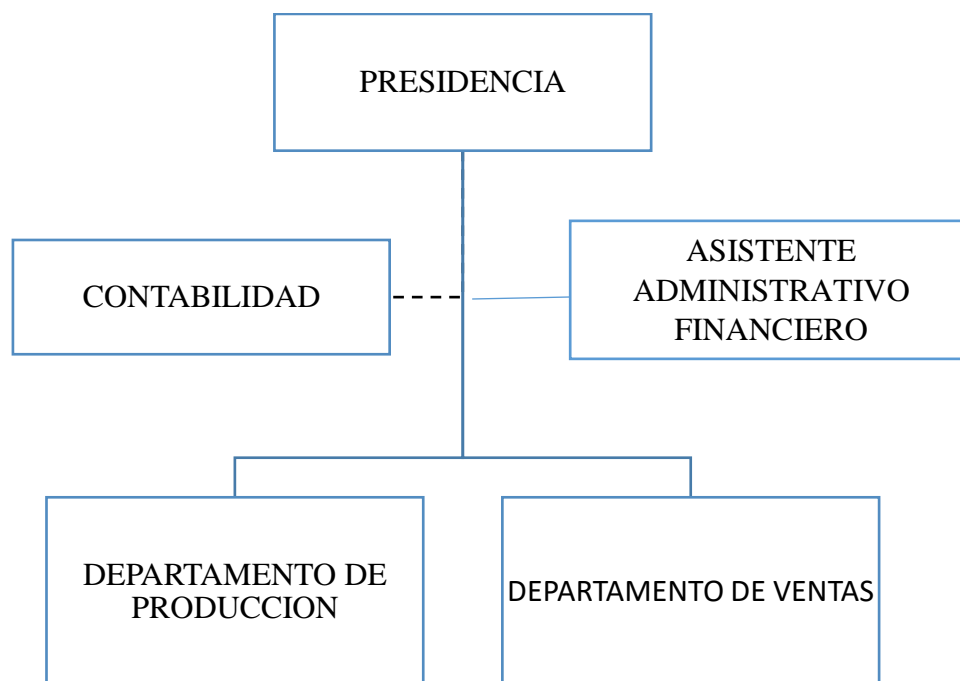 PRESIDENCIA
CONTABILIDAD
ASISTENTE
ADMINISTRATIVO
FINANCIERO
DEPARTAMENTO DE
PRODUCCION
DEPARTAMENTO DE VENTAS